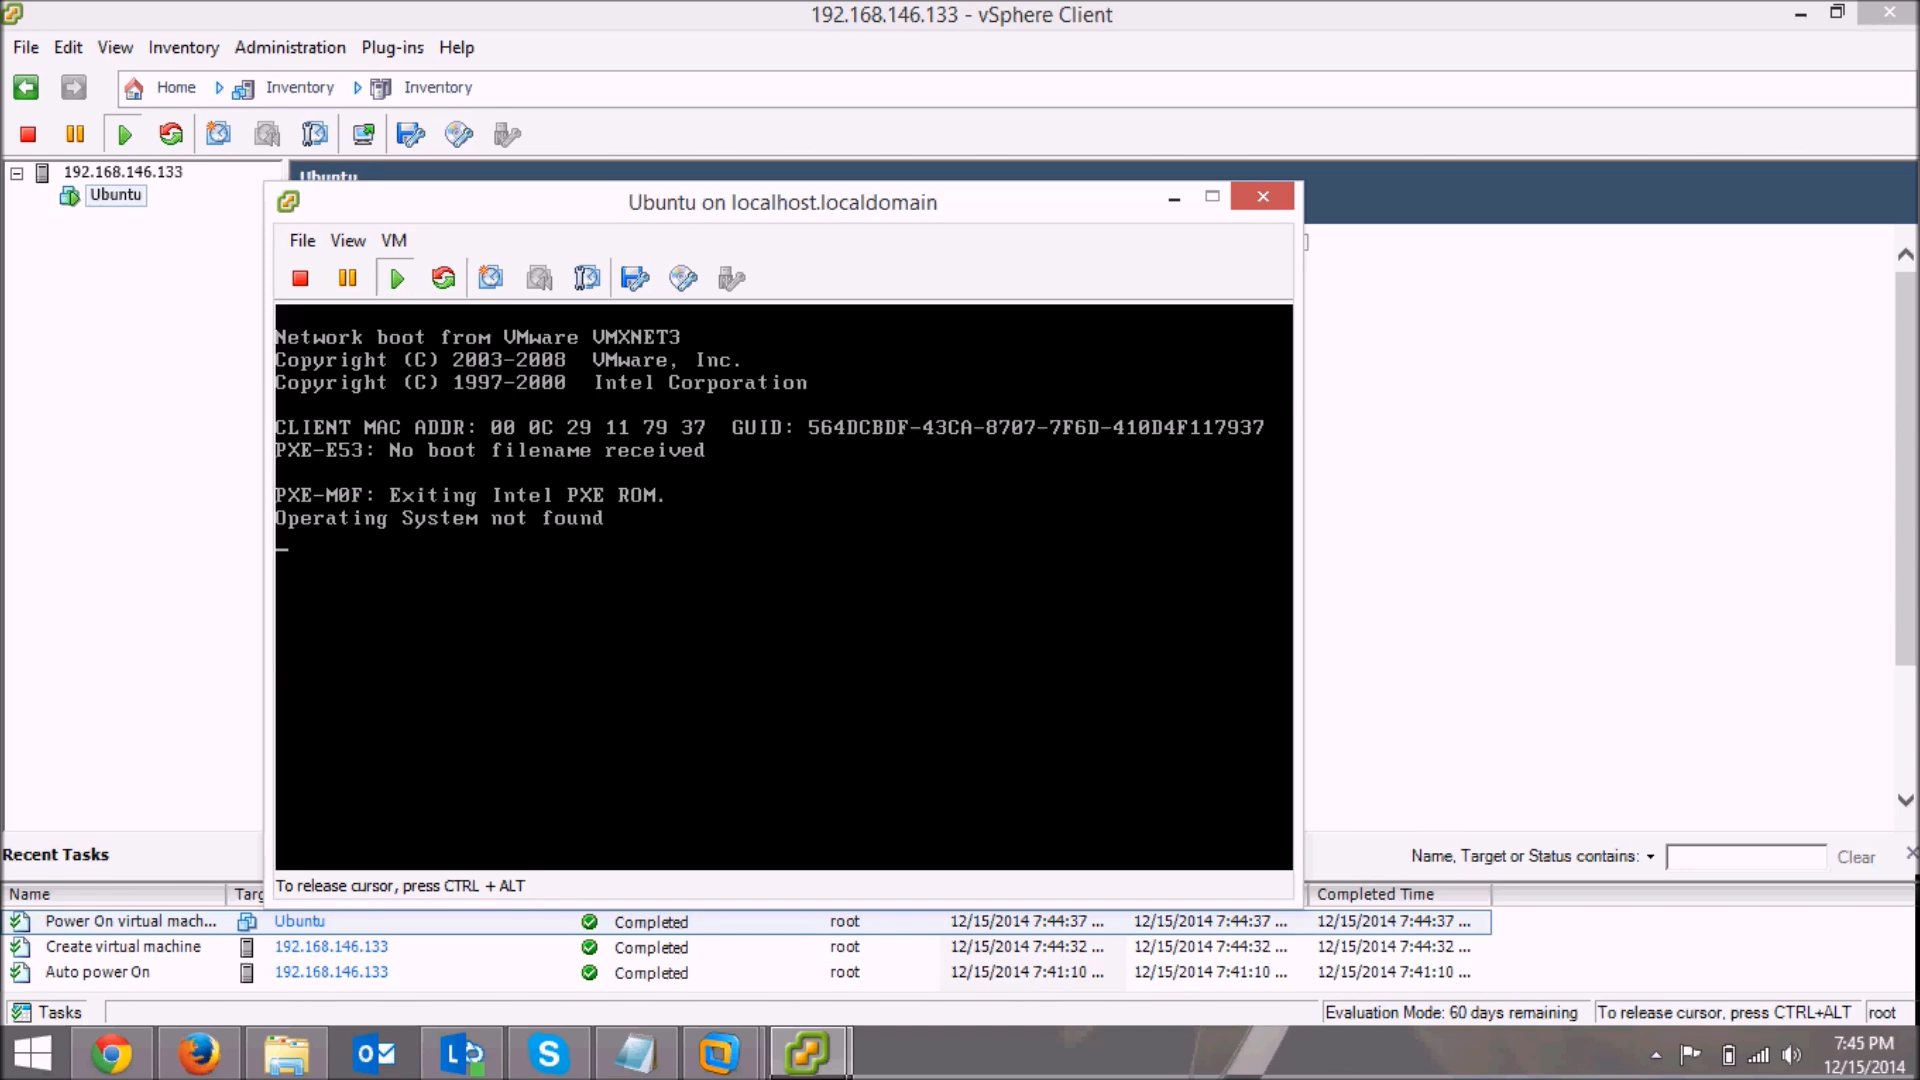 192.168.146.133 - vSphere Client
File Edit View Inventory Administration Plug-ins Help
Home Inventory Inventory
192.168.146.133
Ubuntu
Ubuntu
Ubuntu on localhost.localdomain
File View VM
Network boot from VMware VMXNET3
Copyright (C) 2003-2008 VMware, Inc.
Copyright (C) 1997-2000 Intel Corporation
CLIENT MAC ADDR: 00 0C 29 11 79 37 GUID: 564DCBDF-43CA-8707-7F6D-410D4F117937
PXE-E53: No boot filename received
PXE-M0F: Exiting Intel PXE ROM.
Operating System not found
To release cursor, press CTRL + ALT
Recent Tasks
Name, Target or Status contains: Clear
Name Targ Completed Time
Power On virtual mach... Ubuntu Completed root 12/15/2014 7:44:37 ... 12/15/2014 7:44:37 ... 12/15/2014 7:44:37 ...
Create virtual machine 192.168.146.133 Completed root 12/15/2014 7:44:32 ... 12/15/2014 7:44:32 ... 12/15/2014 7:44:32 ...
Auto power On 192.168.146.133 Completed root 12/15/2014 7:41:10 ... 12/15/2014 7:41:10 ... 12/15/2014 7:41:10 ...
Tasks Evaluation Mode: 60 days remaining To release cursor, press CTRL+ALT root
7:45 PM
12/15/2014